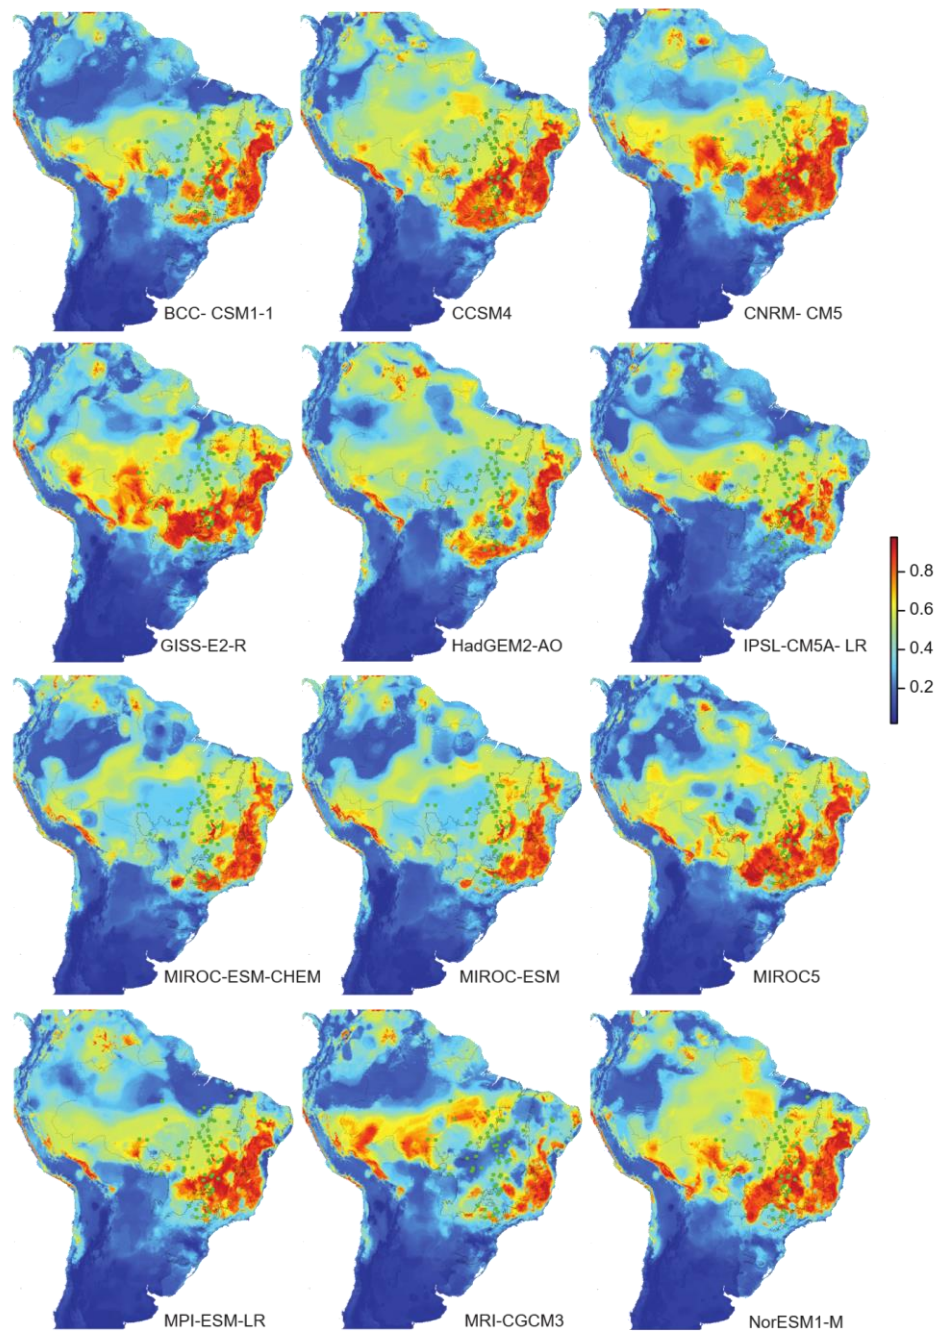 BCC- CSM1-1
CCSM4
CNRM- CM5
GISS-E2-R
HadGEM2-AO
IPSL-CM5A- LR
0.8
0.6
0.4
0.2
MIROC-ESM-CHEM
MIROC-ESM
MIROC5
MPI-ESM-LR
MRI-CGCM3
NorESM1-M